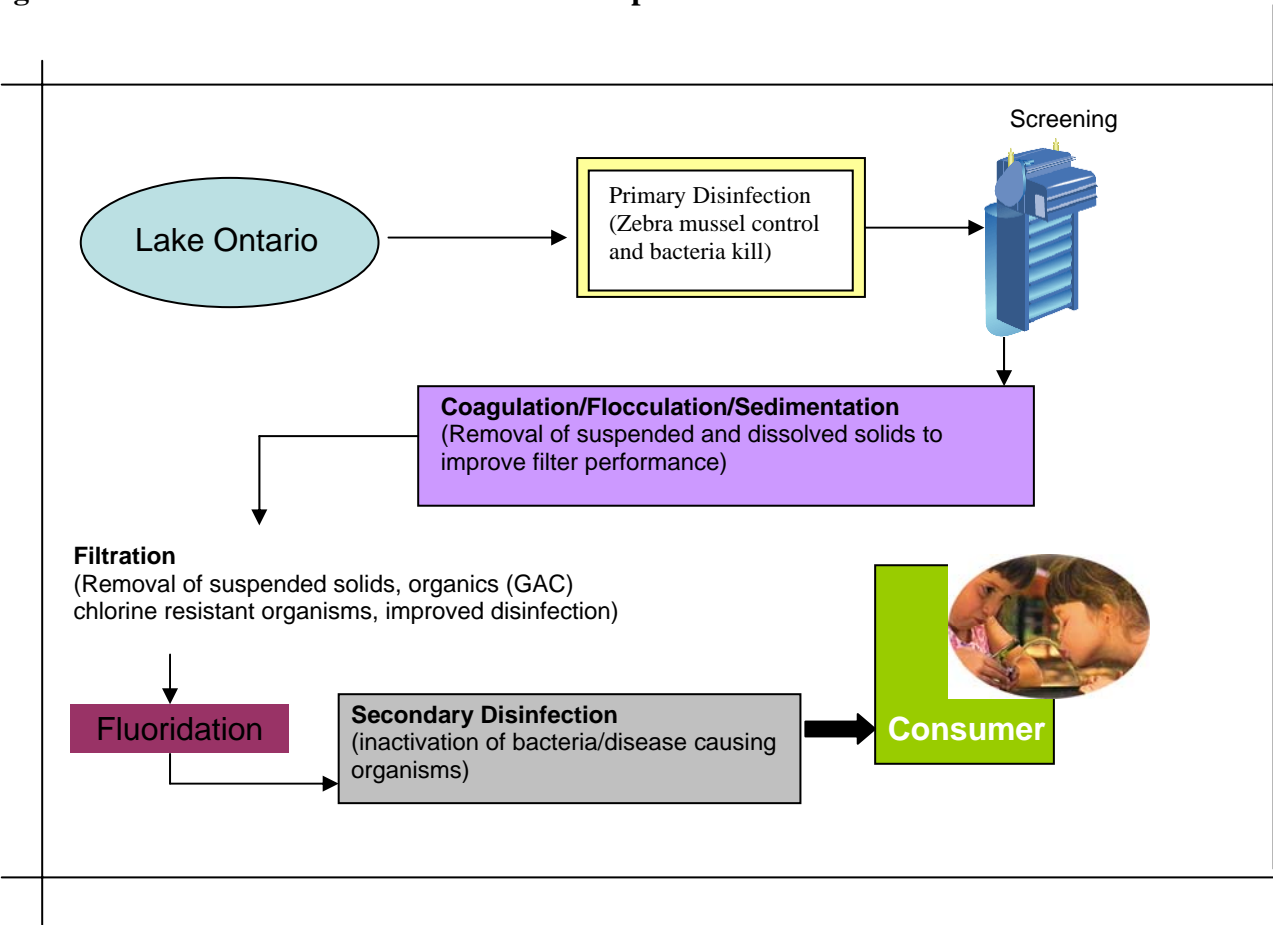 Screening
Lake Ontario
Primary Disinfection
(Zebra mussel control
and bacteria kill)
Coagulation/Flocculation/Sedimentation
(Removal of suspended and dissolved solids to
improve filter performance)
Filtration
(Removal of suspended solids, organics (GAC)
chlorine resistant organisms, improved disinfection)
Fluoridation
Secondary Disinfection
(inactivation of bacteria/disease causing
organisms)
Consumer